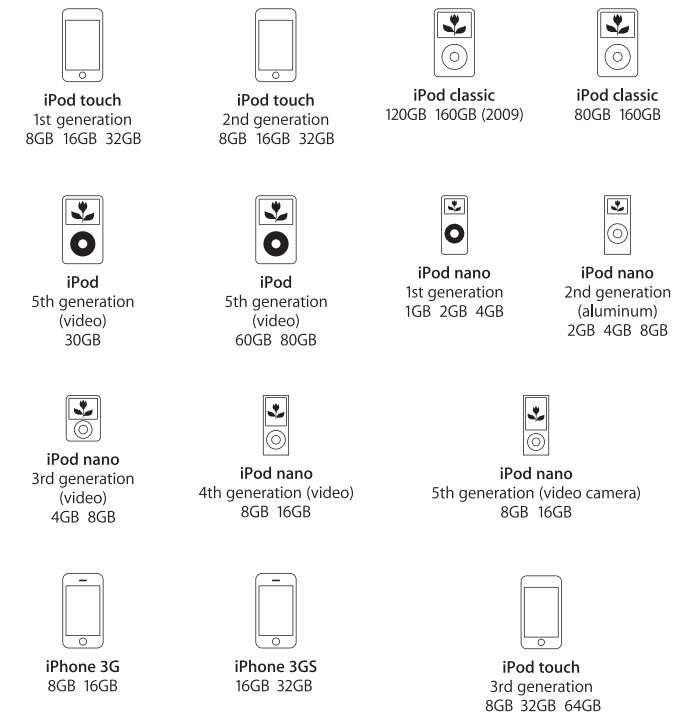 iPod touch
1st generation
8GB 16GB 32GB
iPod touch
2nd generation
8GB 16GB 32GB
iPod classic
120GB 160GB (2009)
iPod classic
80GB 160GB
iPod
5th generation
(video)
30GB
iPod
5th generation
(video)
60GB 80GB
iPod nano
1st generation
1GB 2GB 4GB
iPod nano
2nd generation
(aluminum)
2GB 4GB 8GB
iPod nano
3rd generation
(video)
4GB 8GB
iPod nano
4th generation (video)
8GB 16GB
iPod nano
5th generation (video camera)
8GB 16GB
iPhone 3G
8GB 16GB
iPhone 3GS
16GB 32GB
iPod touch
3rd generation
8GB 32GB 64GB